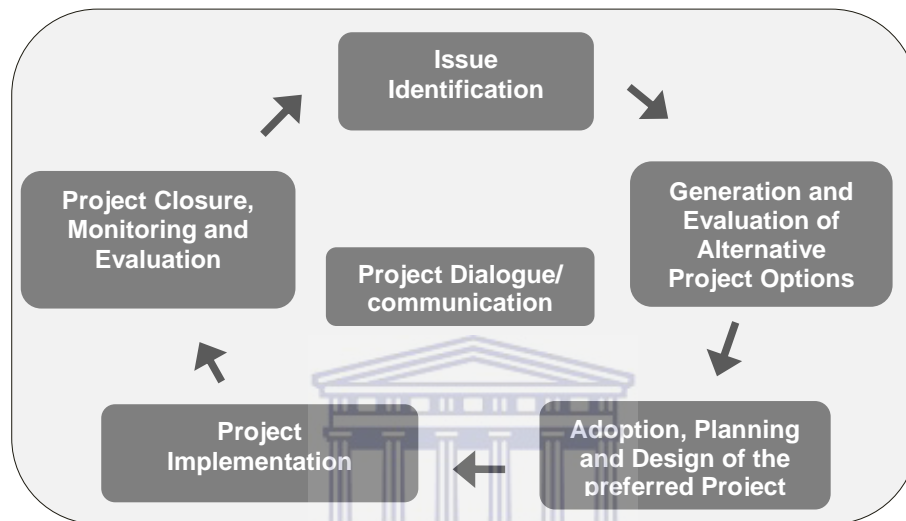 Issue
Identification
Generation and
Evaluation of
Alternative
Project Options
Adoption, Planning
and Design of the
preferred Project
Project
Implementation
Project Closure,
Monitoring and
Evaluation
Project Dialogue/
communication